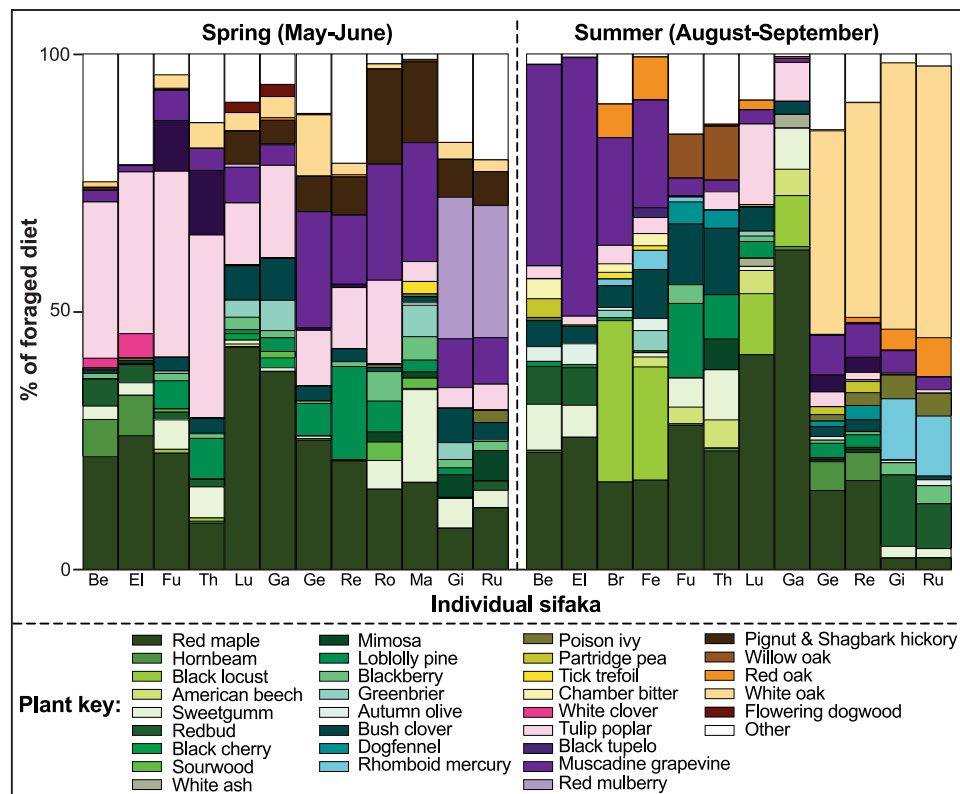 Spring (May-June)
Summer (August-September)
100
50
0
% of foraged diet
Be El Fu Th Lu Ga Ge Re Ro Ma Gi Ru
Be El Br Fe Fu Th Lu Ga Ge Re Gi Ru
Individual sifaka
Plant key:
Red maple
Hornbeam
Black locust
American beech
Sweetgumm
Redbud
Black cherry
Sourwood
White ash
Mimosa
Loblolly pine
Blackberry
Greenbrier
Autumn olive
Bush clover
Dogfennel
Rhomboid mercury
Poison ivy
Partridge pea
Tick trefoil
Chamber bitter
White clover
Tulip poplar
Black tupelo
Muscadine grapevine
Red mulberry
Pignut & Shagbark hickory
Willow oak
Red oak
White oak
Flowering dogwood
Other